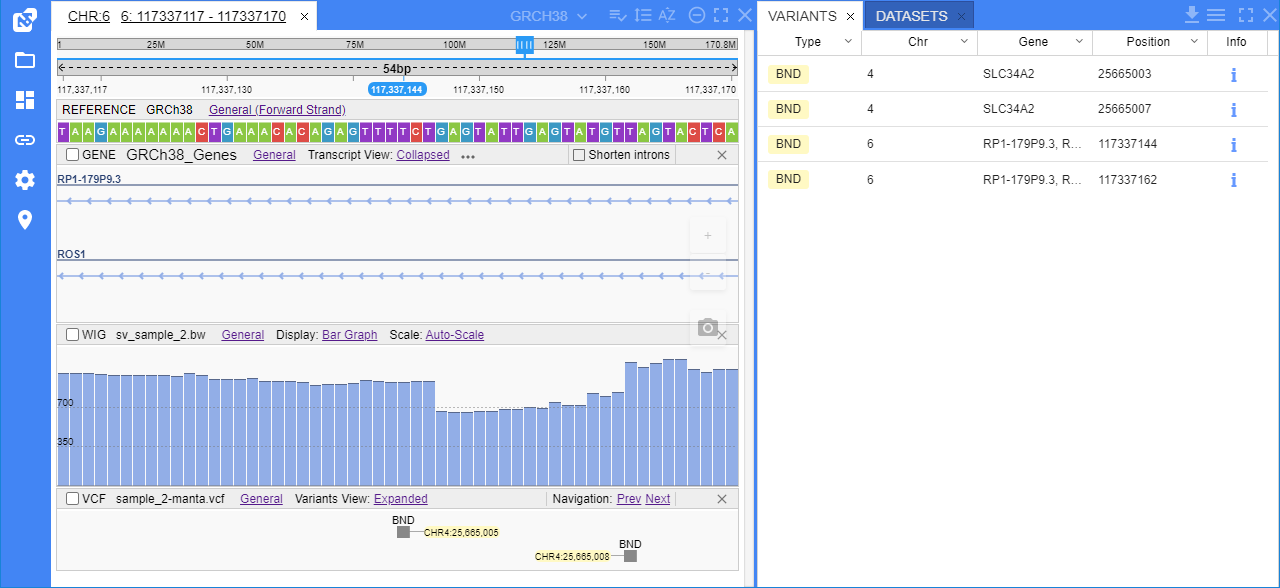 CHR:6 6: 117337117 - 117337170 ×
GRCH38
VARIANTS ×
DATASETS ×
1 25M 50M 75M 100M 125M 150M 170.8M
54bp
117,337,117 117,337,130 117,337,144 117,337,150 117,337,160 117,337,170
REFERENCE GRCh38 General (Forward Strand)
TAAGAAAAAAACTGAAACACAGAGTTTTCTGAGTATTGAGTATGTTAGTACTCA
GENE GRCh38_Genes General Transcript View: Collapsed ••• Shorten introns ×
RP1-179P9.3
ROS1
+
-
WIG sv_sample_2.bw General Display: Bar Graph Scale: Auto-Scale ×
700
350
VCF sample_2-manta.vcf General Variants View: Expanded Navigation: Prev Next ×
BND
CHR4:25,665,005
BND
CHR4:25,665,008
Type Chr Gene Position Info
BND 4 SLC34A2 25665003 i
BND 4 SLC34A2 25665007 i
BND 6 RP1-179P9.3, R... 117337144 i
BND 6 RP1-179P9.3, R... 117337162 i